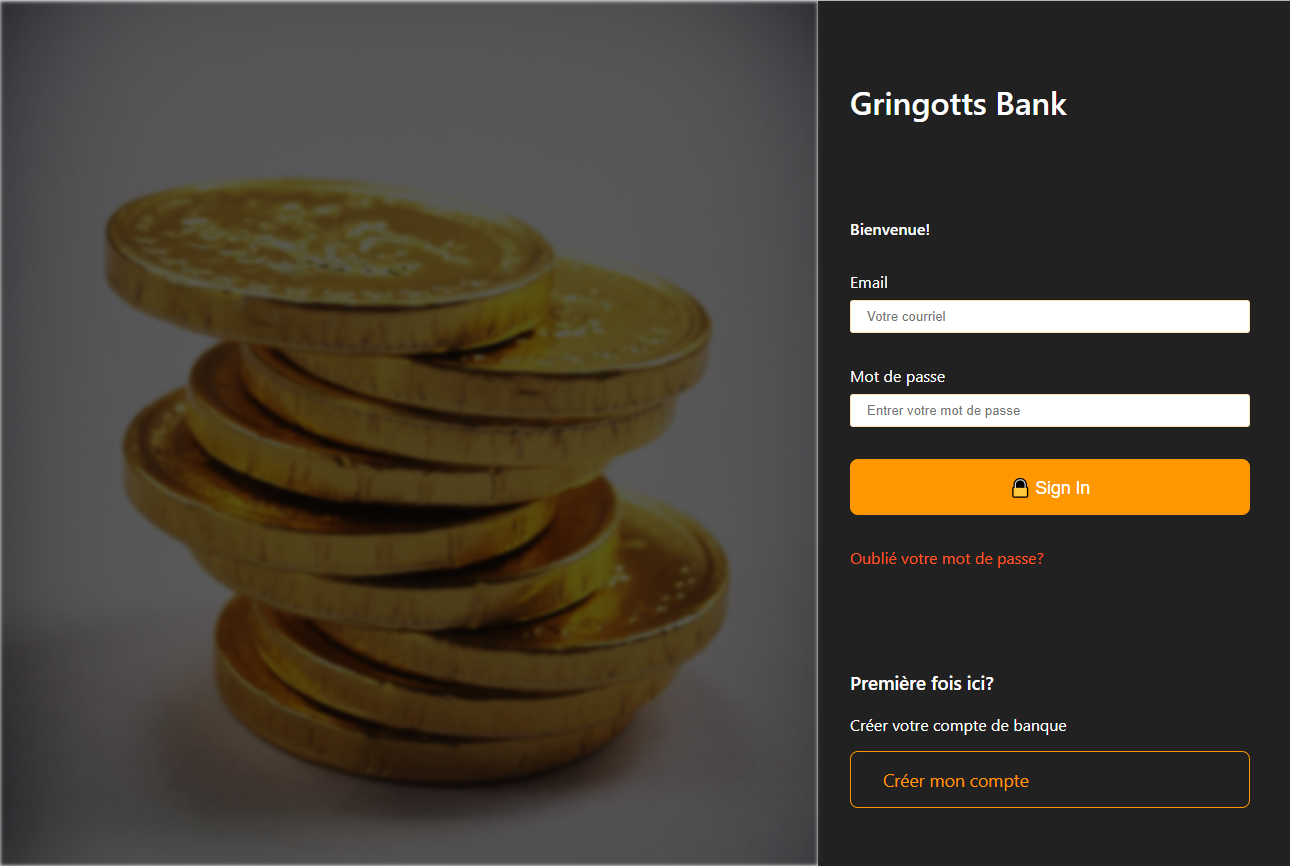 Gringotts Bank
Bienvenue!
Email
Votre courriel
Mot de passe
Entrer votre mot de passe
Sign In
Oublié votre mot de passe?
Première fois ici?
Créer votre compte de banque
Créer mon compte